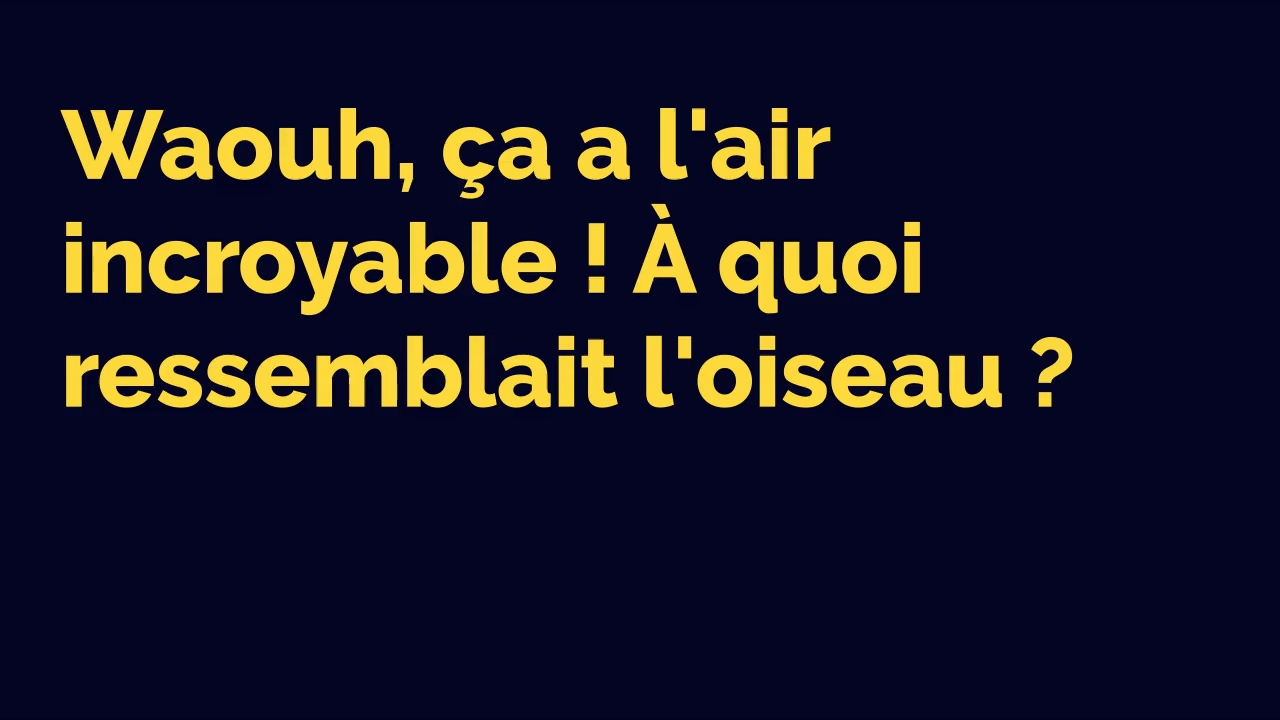 Waouh, ça a l'air
incroyable ! À quoi
ressemblait l'oiseau ?